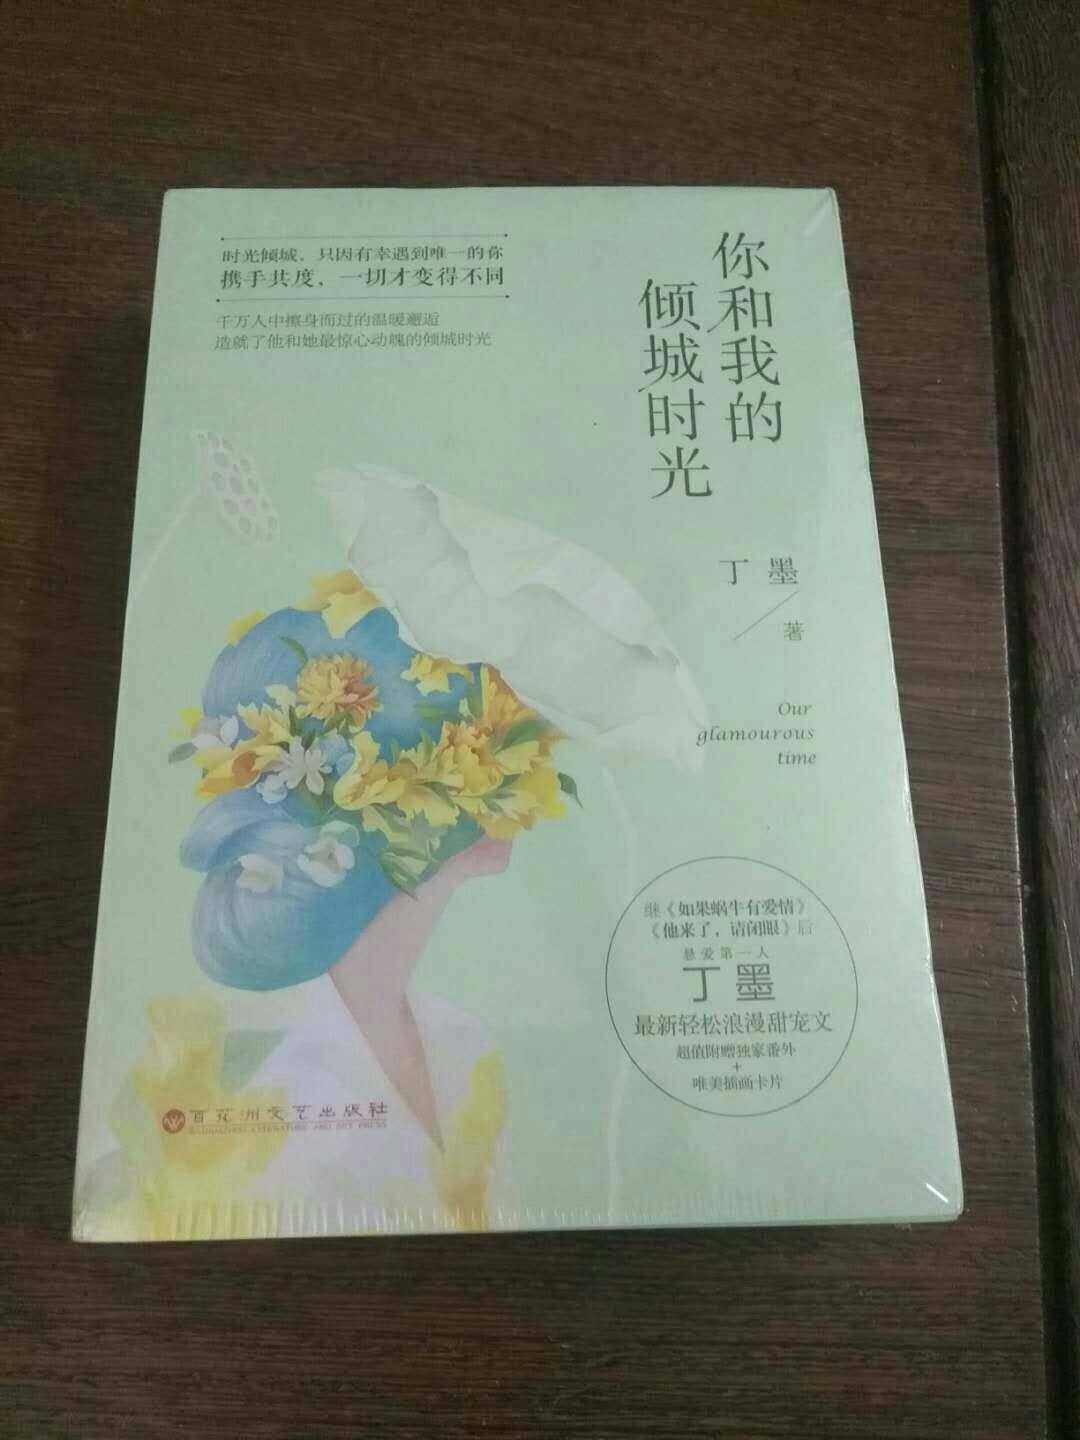 时光倾城，只因有幸遇到唯一的你
携手共度，一切才变得不同
千万人中擦身而过的温暖邂逅
造就了他和她最惊心动魄的倾城时光
你和我的
倾城时光
丁墨
著
Our
glamourous
time
继《如果蜗牛有爱情》
《他来了，请闭眼》后
悬爱第一人
丁墨
最新轻松浪漫甜宠文
超值附赠独家番外
+
唯美插画卡片
百花洲文艺出版社
BAIHUAZHOU LITERATURE AND ART PRESS